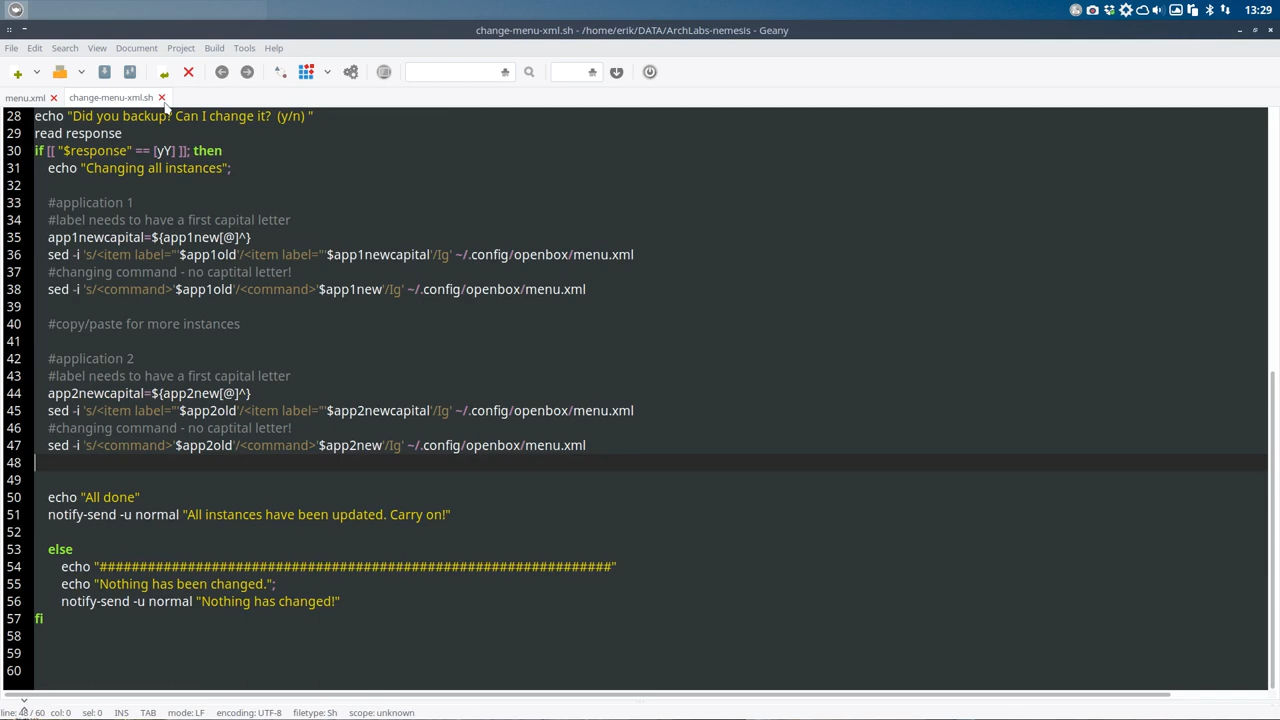 13:29
change-menu-xml.sh - /home/erik/DATA/ArchLabs-nemesis - Geany
File Edit Search View Document Project Build Tools Help
menu.xml change-menu-xml.sh
28 echo "Did you backup? Can I change it?  (y/n) "
29 read response
30 if [[ "$response" == [yY] ]]; then
31 echo "Changing all instances";
32
33 #application 1
34 #label needs to have a first capital letter
35 app1newcapital=${app1new[@]^}
36 sed -i 's/<item label="'$app1old'/<item label="'$app1newcapital'/Ig' ~/.config/openbox/menu.xml
37 #changing command - no captital letter!
38 sed -i 's/<command>'$app1old'/<command>'$app1new'/Ig' ~/.config/openbox/menu.xml
39
40 #copy/paste for more instances
41
42 #application 2
43 #label needs to have a first capital letter
44 app2newcapital=${app2new[@]^}
45 sed -i 's/<item label="'$app2old'/<item label="'$app2newcapital'/Ig' ~/.config/openbox/menu.xml
46 #changing command - no captital letter!
47 sed -i 's/<command>'$app2old'/<command>'$app2new'/Ig' ~/.config/openbox/menu.xml
48
49
50 echo "All done"
51 notify-send -u normal "All instances have been updated. Carry on!"
52
53 else
54 echo "################################################################"
55 echo "Nothing has been changed.";
56 notify-send -u normal "Nothing has changed!"
57 fi
58
59
60
line: 48 / 60 col: 0 sel: 0 INS TAB mode: LF encoding: UTF-8 filetype: Sh scope: unknown